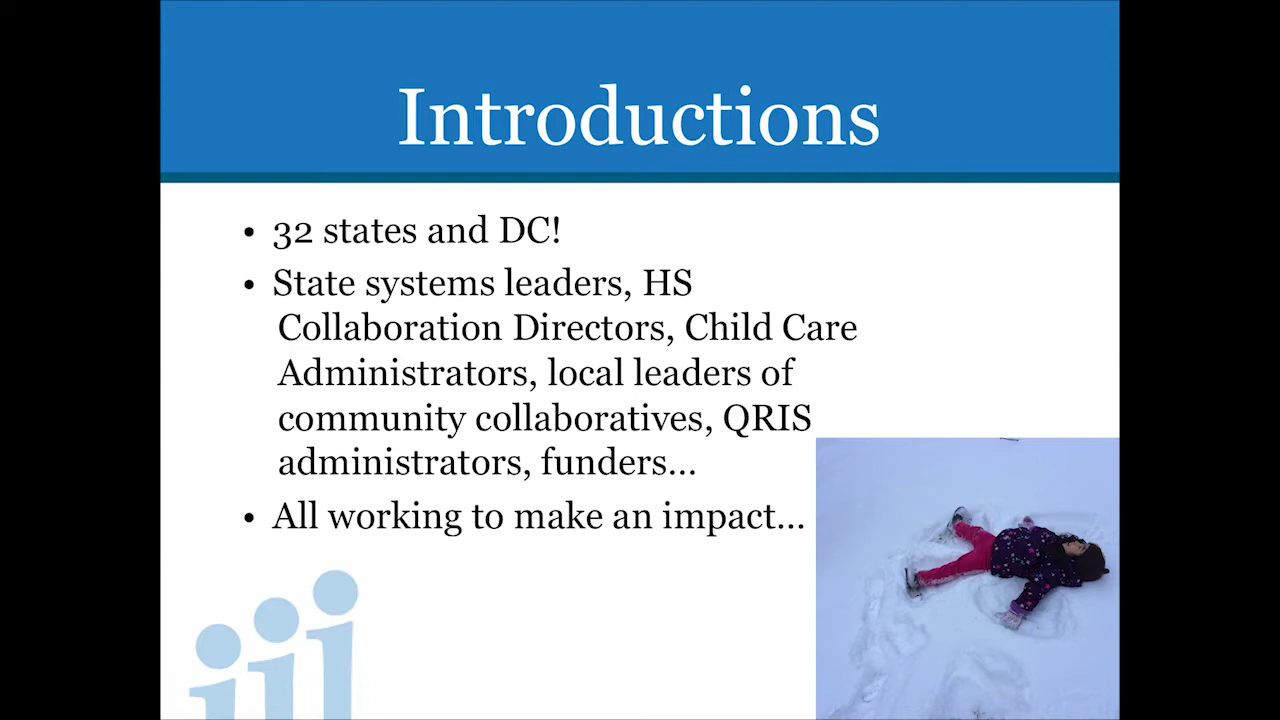 Introductions
• 32 states and DC!
• State systems leaders, HS
Collaboration Directors, Child Care
Administrators, local leaders of
community collaboratives, QRIS
administrators, funders...
• All working to make an impact...